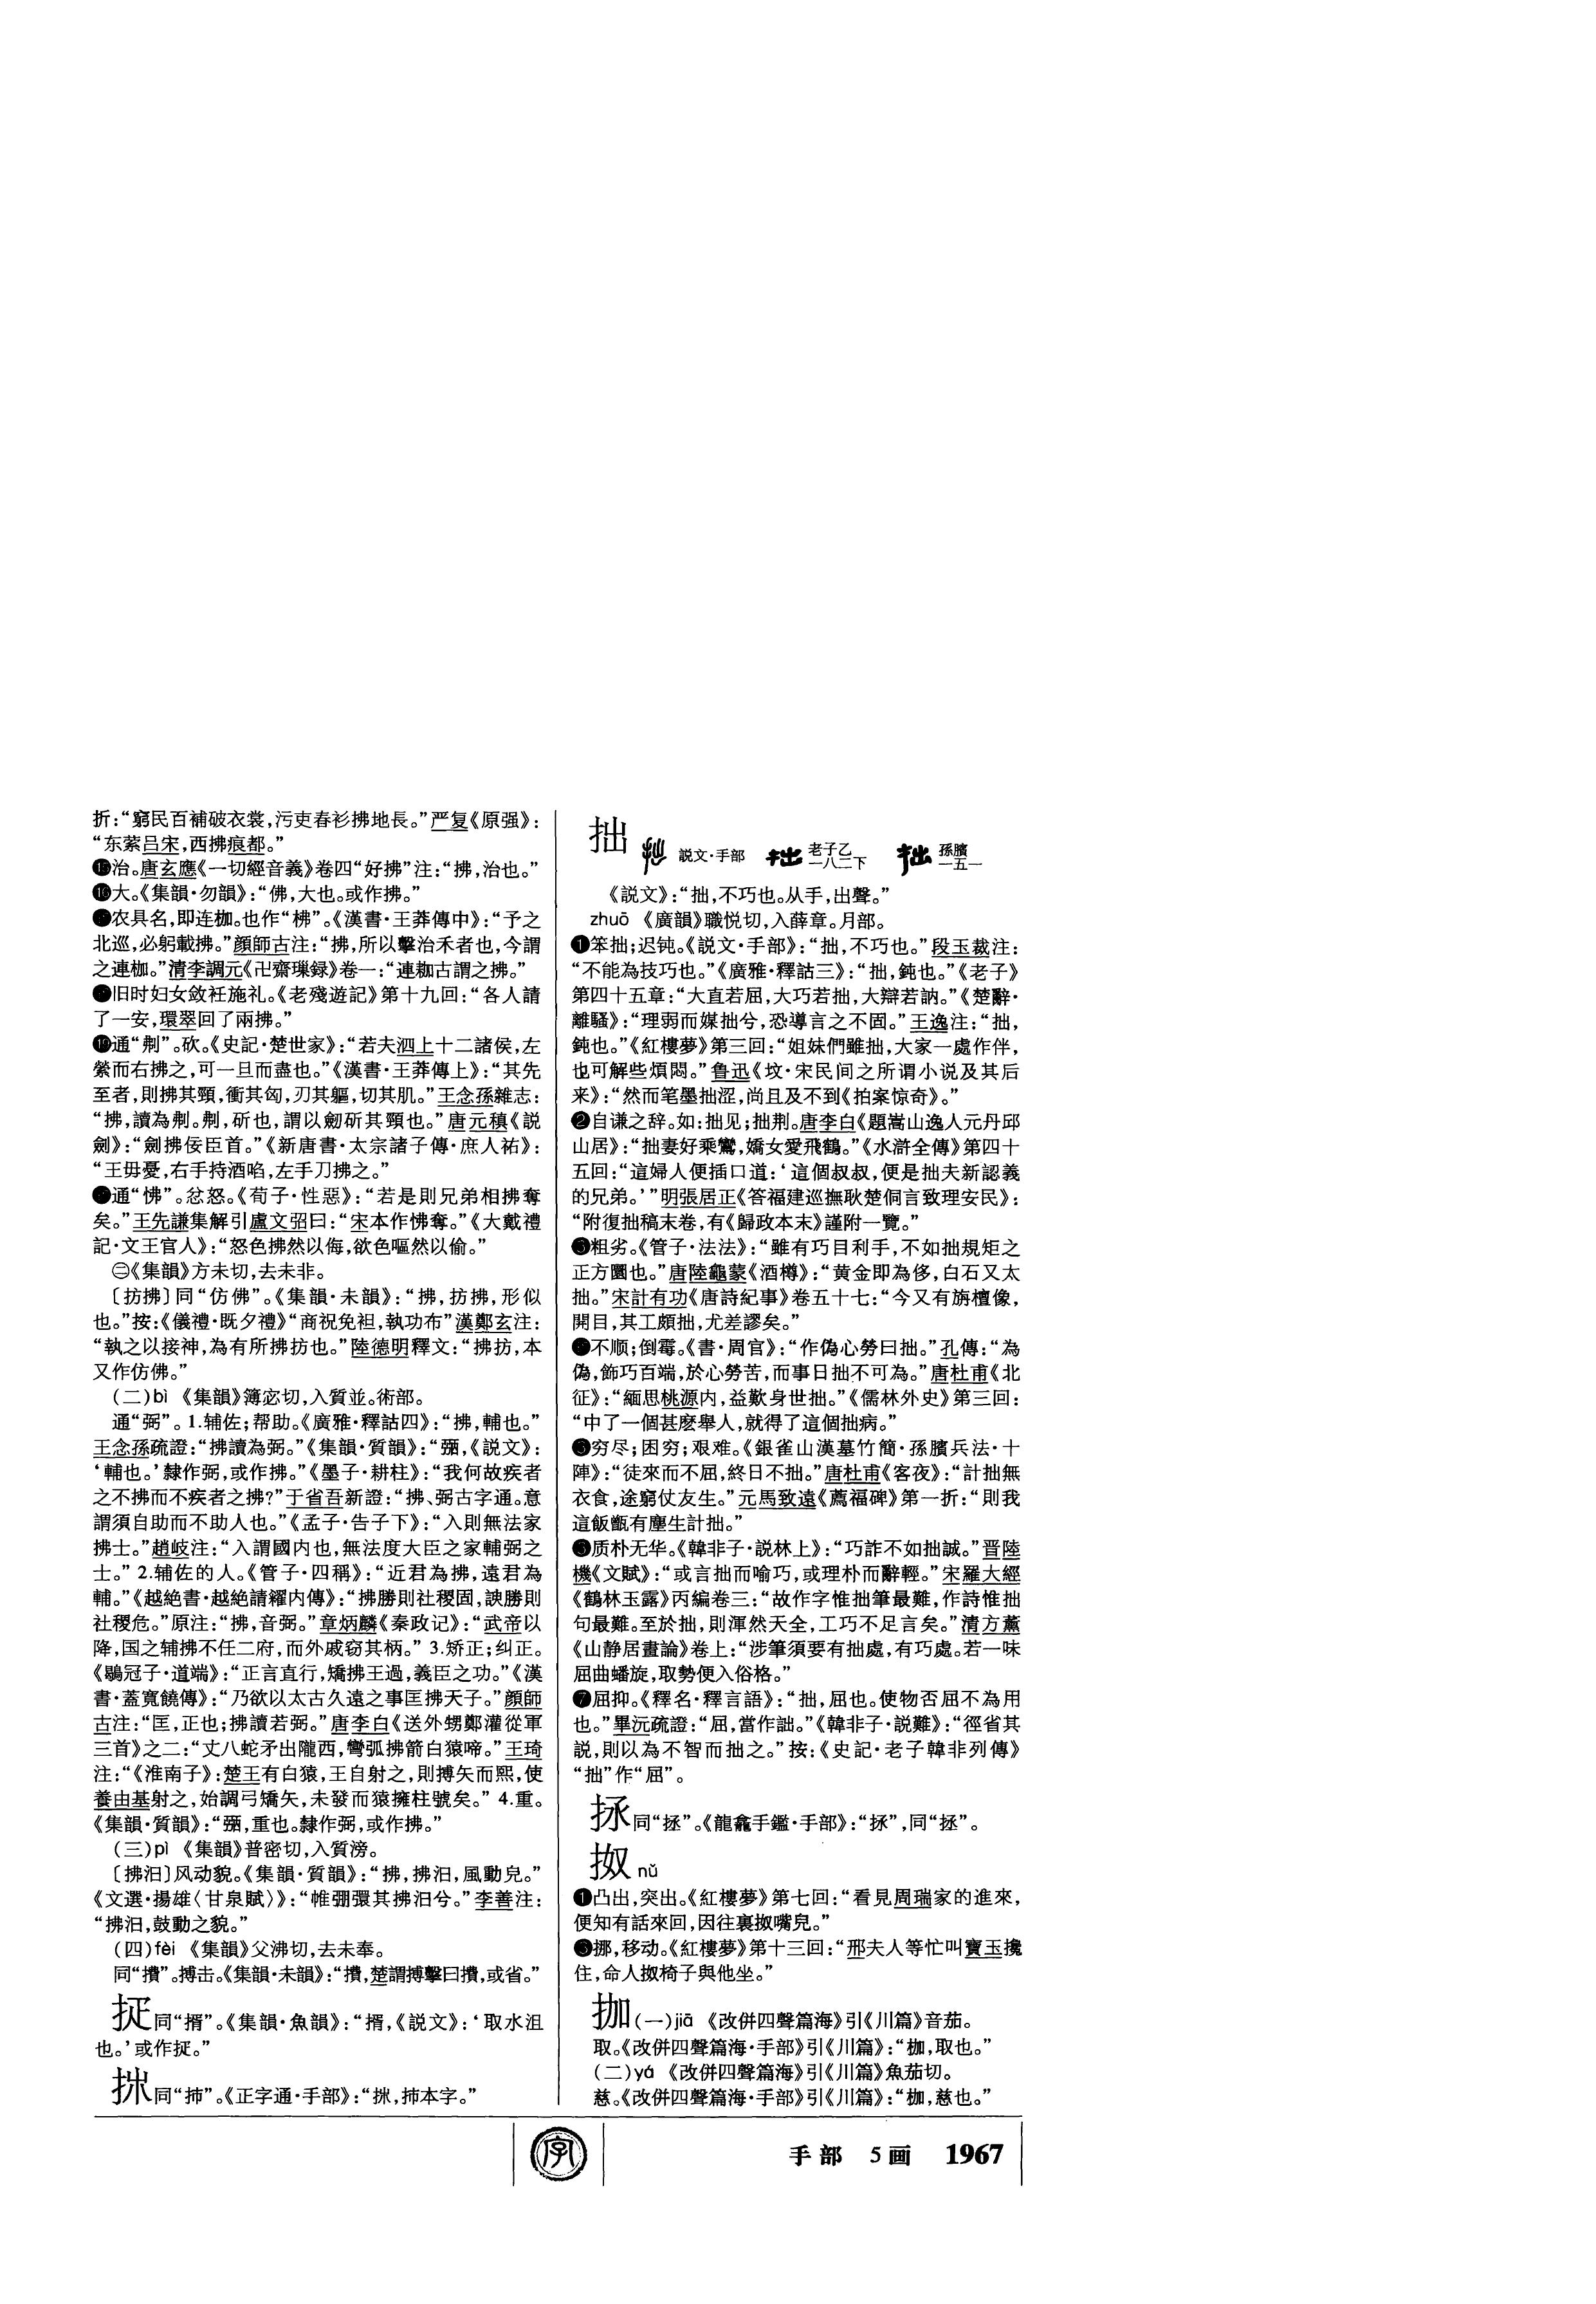 折：“窮民百補破衣裳，污吏春衫拂地長。”严复《原强》：
“东萦吕宋，西拂痕都。”
⓯治。唐玄應《一切經音義》卷四“好拂”注：“拂，治也。”
⓰大。《集韻·勿韻》：“佛，大也。或作拂。”
⓱农具名，即连枷。也作“柫”。《漢書·王莽傳中》：“予之
北巡，必躬載拂。”顔師古注：“拂，所以擊治禾者也，今謂
之連枷。”清李調元《卍齋璅録》卷一：“連耞古謂之拂。”
⓲旧时妇女敛衽施礼。《老殘遊記》第十九回：“各人請
了一安，環翠回了兩拂。”
⓳通“刜”。砍。《史記·楚世家》：“若夫泗上十二諸侯，左
縈而右拂之，可一旦而盡也。”《漢書·王莽傳上》：“其先
至者，則拂其頸，衝其匈，刃其軀，切其肌。”王念孫雜志：
“拂，讀為刜。刜，斫也，謂以劒斫其頸也。”唐元稹《説
劍》：“劍拂佞臣首。”《新唐書·太宗諸子傳·庶人祐》：
“王毋憂，右手持酒啗，左手刀拂之。”
⓴通“怫”。忿怒。《荀子·性惡》：“若是則兄弟相拂奪
矣。”王先謙集解引盧文弨曰：“宋本作怫奪。”《大戴禮
記·文王官人》：“怒色拂然以侮，欲色嘔然以偷。”
㊁《集韻》方未切，去未非。
〔抣拂〕同“仿佛”。《集韻·未韻》：“拂，抣拂，形似
也。”按：《儀禮·既夕禮》“商祝免袒，執功布”漢鄭玄注：
“執之以接神，為有所拂抣也。”陸德明釋文：“拂抣，本
又作仿佛。”
（二）bì 《集韻》簿宓切，入質並。術部。
通“弼”。1.辅佐；帮助。《廣雅·釋詁四》：“拂，輔也。”
王念孫疏證：“拂讀為弼。”《集韻·質韻》：“弻，《説文》：
‘輔也。’隸作弼，或作拂。”《墨子·耕柱》：“我何故疾者
之不拂而不疾者之拂？”于省吾新證：“拂、弼古字通。意
謂須自助而不助人也。”《孟子·告子下》：“入則無法家
拂士。”趙岐注：“入謂國内也，無法度大臣之家輔弼之
士。”2.辅佐的人。《管子·四稱》：“近君為拂，遠君為
輔。”《越絶書·越絶請糴内傳》：“拂勝則社稷固，諛勝則
社稷危。”原注：“拂，音弼。”章炳麟《秦政记》：“武帝以
降，国之辅拂不任二府，而外戚窃其柄。”3.矫正；纠正。
《鶡冠子·道端》：“正言直行，矯拂王過，義臣之功。”《漢
書·蓋寬饒傳》：“乃欲以太古久遠之事匡拂天子。”顔師
古注：“匡，正也；拂讀若弼。”唐李白《送外甥鄭灌從軍
三首》之二：“丈八蛇矛出隴西，彎弧拂箭白猿啼。”王琦
注：“《淮南子》：楚王有白猿，王自射之，則搏矢而熙，使
養由基射之，始調弓矯矢，未發而猿擁柱號矣。”4.重。
《集韻·質韻》：“弻，重也。隸作弼，或作拂。”
（三）pì 《集韻》普密切，入質滂。
〔拂汩〕风动貌。《集韻·質韻》：“拂，拂汩，風動皃。”
《文選·揚雄〈甘泉賦〉》：“帷弸彋其拂汩兮。”李善注：
“拂汩，鼓動之貌。”
（四）fèi 《集韻》父沸切，去未奉。
同“㩌”。搏击。《集韻·未韻》：“㩌，楚謂搏擊曰㩌，或省。”
𢪎同“揟”。《集韻·魚韻》：“揟，《説文》：‘取水沮
也。’或作𢪎。”
𢫵同“抪”。《正字通·手部》：“𢫵，抪本字。”
拙 説文·手部 老子乙一八二下 孫臏一五一
《説文》：“拙，不巧也。从手，出聲。”
zhuō 《廣韻》職悦切，入薛章。月部。
❶笨拙；迟钝。《説文·手部》：“拙，不巧也。”段玉裁注：
“不能為技巧也。”《廣雅·釋詁三》：“拙，鈍也。”《老子》
第四十五章：“大直若屈，大巧若拙，大辯若訥。”《楚辭·
離騷》：“理弱而媒拙兮，恐導言之不固。”王逸注：“拙，
鈍也。”《紅樓夢》第三回：“姐妹們雖拙，大家一處作伴，
也可解些煩悶。”鲁迅《坟·宋民间之所谓小说及其后
来》：“然而笔墨拙涩，尚且及不到《拍案惊奇》。”
❷自谦之辞。如：拙见；拙荆。唐李白《題嵩山逸人元丹邱
山居》：“拙妻好乘鸞，嬌女愛飛鶴。”《水滸全傳》第四十
五回：“這婦人便插口道：‘這個叔叔，便是拙夫新認義
的兄弟。’”明張居正《答福建巡撫耿楚侗言致理安民》：
“附復拙稿末卷，有《歸政本末》謹附一覽。”
❸粗劣。《管子·法法》：“雖有巧目利手，不如拙規矩之
正方圜也。”唐陸龜蒙《酒樽》：“黄金即為侈，白石又太
拙。”宋計有功《唐詩紀事》卷五十七：“今又有旃檀像，
開目，其工頗拙，尤差謬矣。”
❹不顺；倒霉。《書·周官》：“作偽心勞曰拙。”孔傳：“為
偽，飾巧百端，於心勞苦，而事日拙不可為。”唐杜甫《北
征》：“緬思桃源内，益歎身世拙。”《儒林外史》第三回：
“中了一個甚麽舉人，就得了這個拙病。”
❺穷尽；困穷；艰难。《銀雀山漢墓竹簡·孫臏兵法·十
陣》：“徒來而不屈，終日不拙。”唐杜甫《客夜》：“計拙無
衣食，途窮仗友生。”元馬致遠《薦福碑》第一折：“則我
這飯甑有塵生計拙。”
❻质朴无华。《韓非子·説林上》：“巧詐不如拙誠。”晋陸
機《文賦》：“或言拙而喻巧，或理朴而辭輕。”宋羅大經
《鶴林玉露》丙編卷三：“故作字惟拙筆最難，作詩惟拙
句最難。至於拙，則渾然天全，工巧不足言矣。”清方薰
《山静居畫論》卷上：“涉筆須要有拙處，有巧處。若一味
屈曲蟠旋，取勢便入俗格。”
❼屈抑。《釋名·釋言語》：“拙，屈也。使物否屈不為用
也。”畢沅疏證：“屈，當作詘。”《韓非子·説難》：“徑省其
説，則以為不智而拙之。”按：《史記·老子韓非列傳》
“拙”作“屈”。
拯同“拯”。《龍龕手鑑·手部》：“拯”，同“拯”。
㧢nǔ
❶凸出，突出。《紅樓夢》第七回：“看見周瑞家的進來，
便知有話來回，因往裏㧢嘴兒。”
❷挪，移动。《紅樓夢》第十三回：“邢夫人等忙叫寶玉攙
住，命人㧢椅子與他坐。”
拁（一）jiā 《改併四聲篇海》引《川篇》音茄。
取。《改併四聲篇海·手部》引《川篇》：“拁，取也。”
（二）yá 《改併四聲篇海》引《川篇》魚茄切。
慈。《改併四聲篇海·手部》引《川篇》：“拁，慈也。”
字
手部 5画 1967